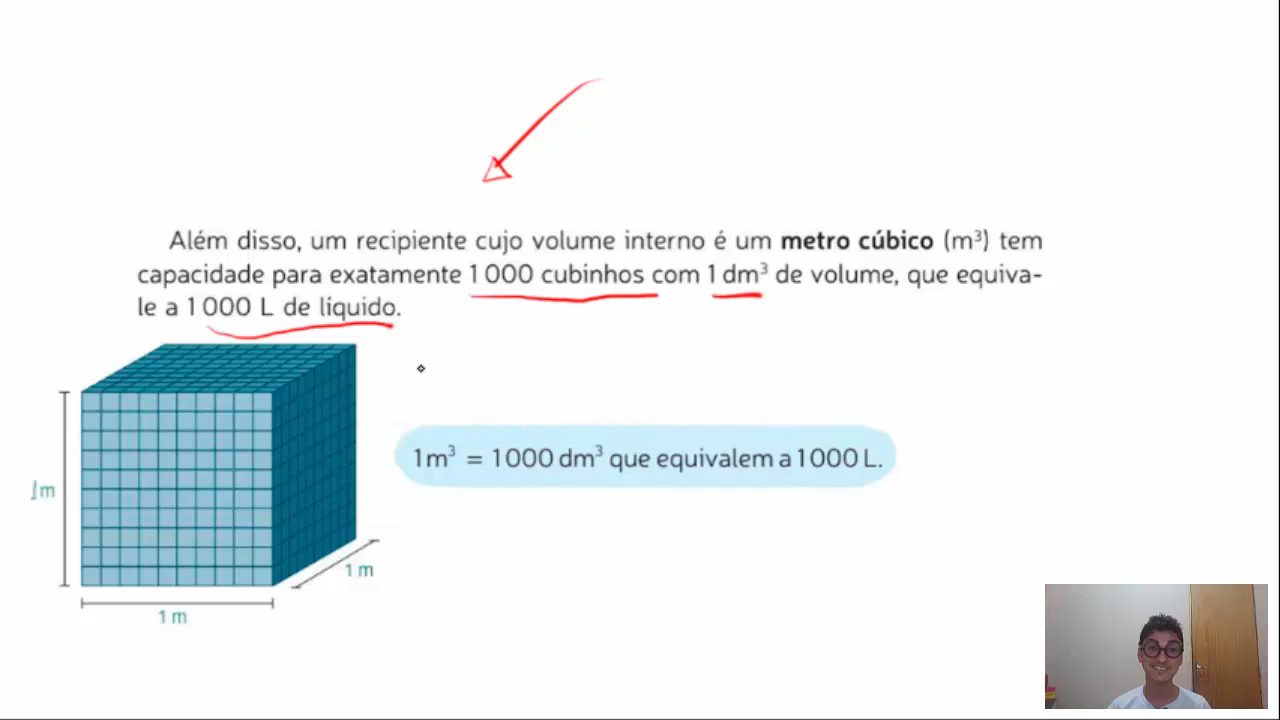 Além disso, um recipiente cujo volume interno é um metro cúbico (m³) tem
capacidade para exatamente 1 000 cubinhos com 1 dm³ de volume, que equiva-
le a 1 000 L de líquido.
1 m³ = 1000 dm³ que equivalem a 1000 L.
1 m
1 m
1 m